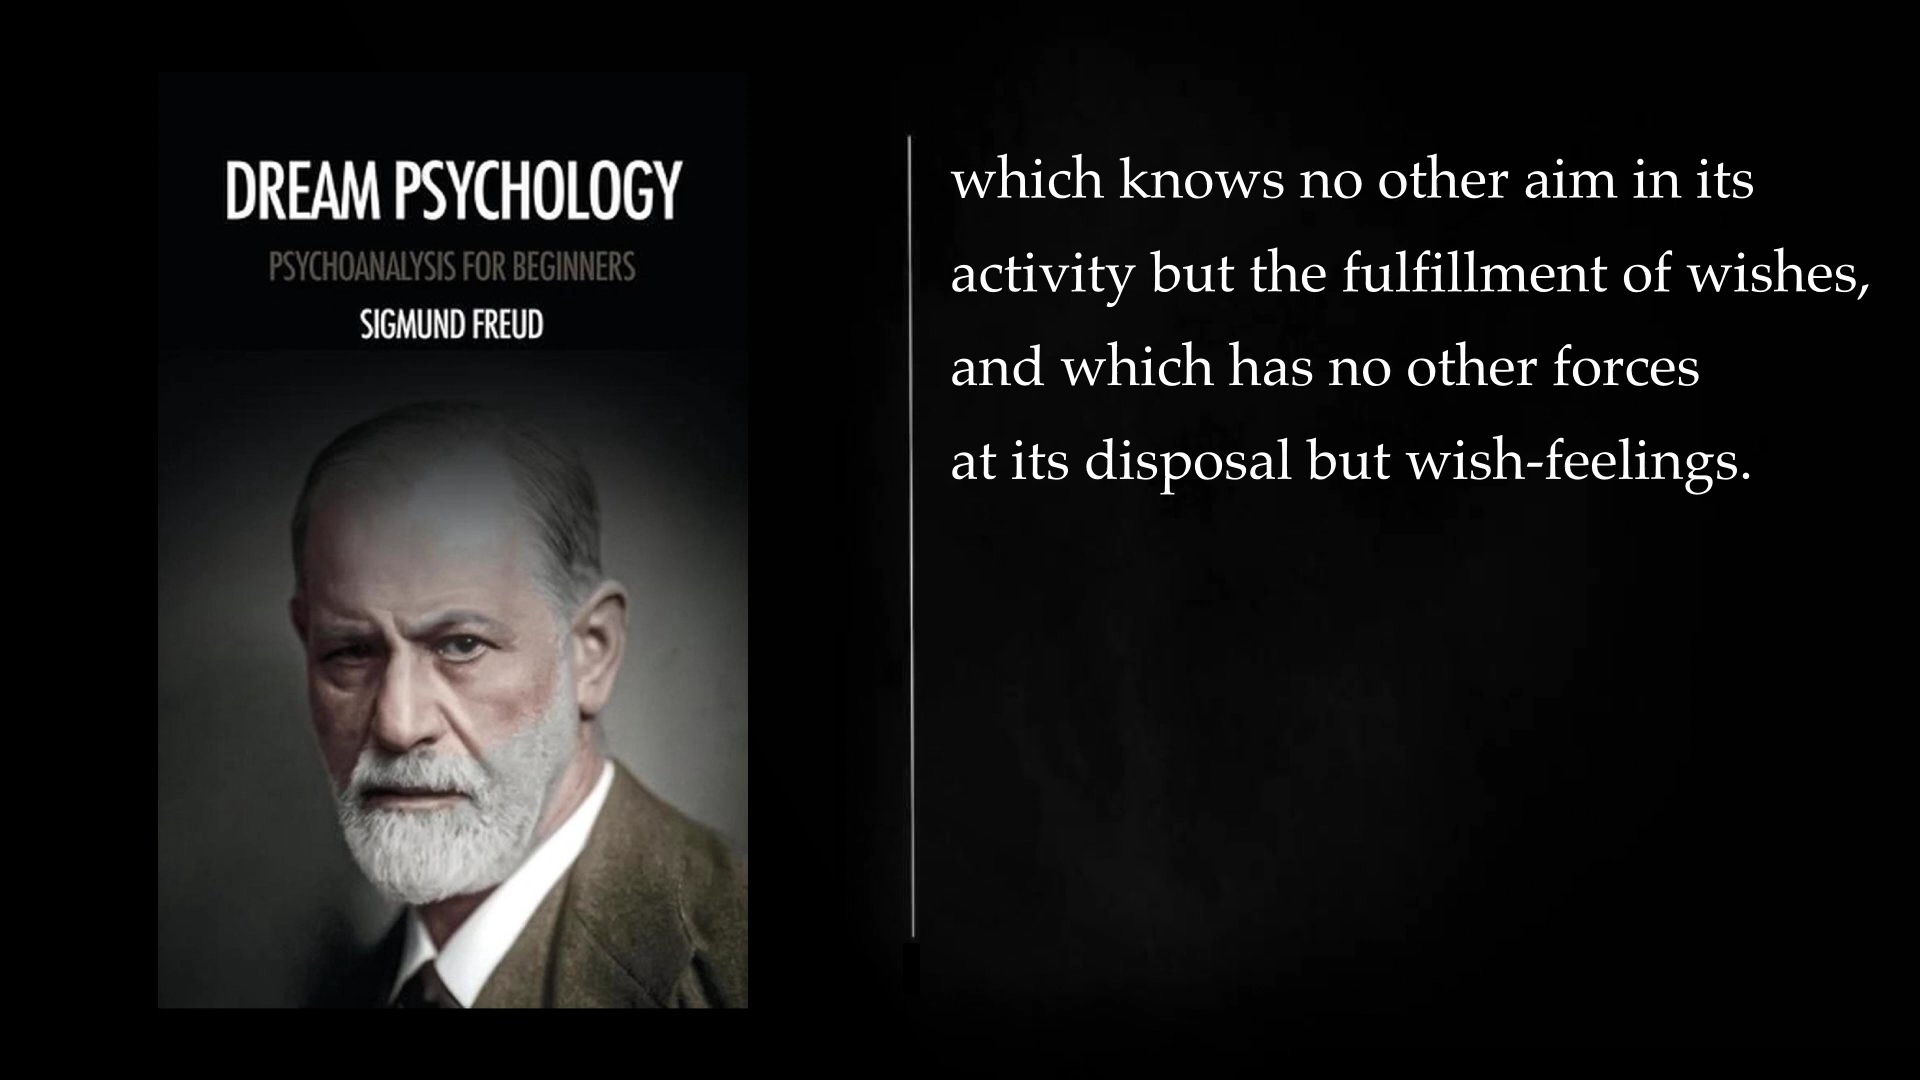 DREAM PSYCHOLOGY
PSYCHOANALYSIS FOR BEGINNERS
SIGMUND FREUD
which knows no other aim in its
activity but the fulfillment of wishes,
and which has no other forces
at its disposal but wish-feelings.